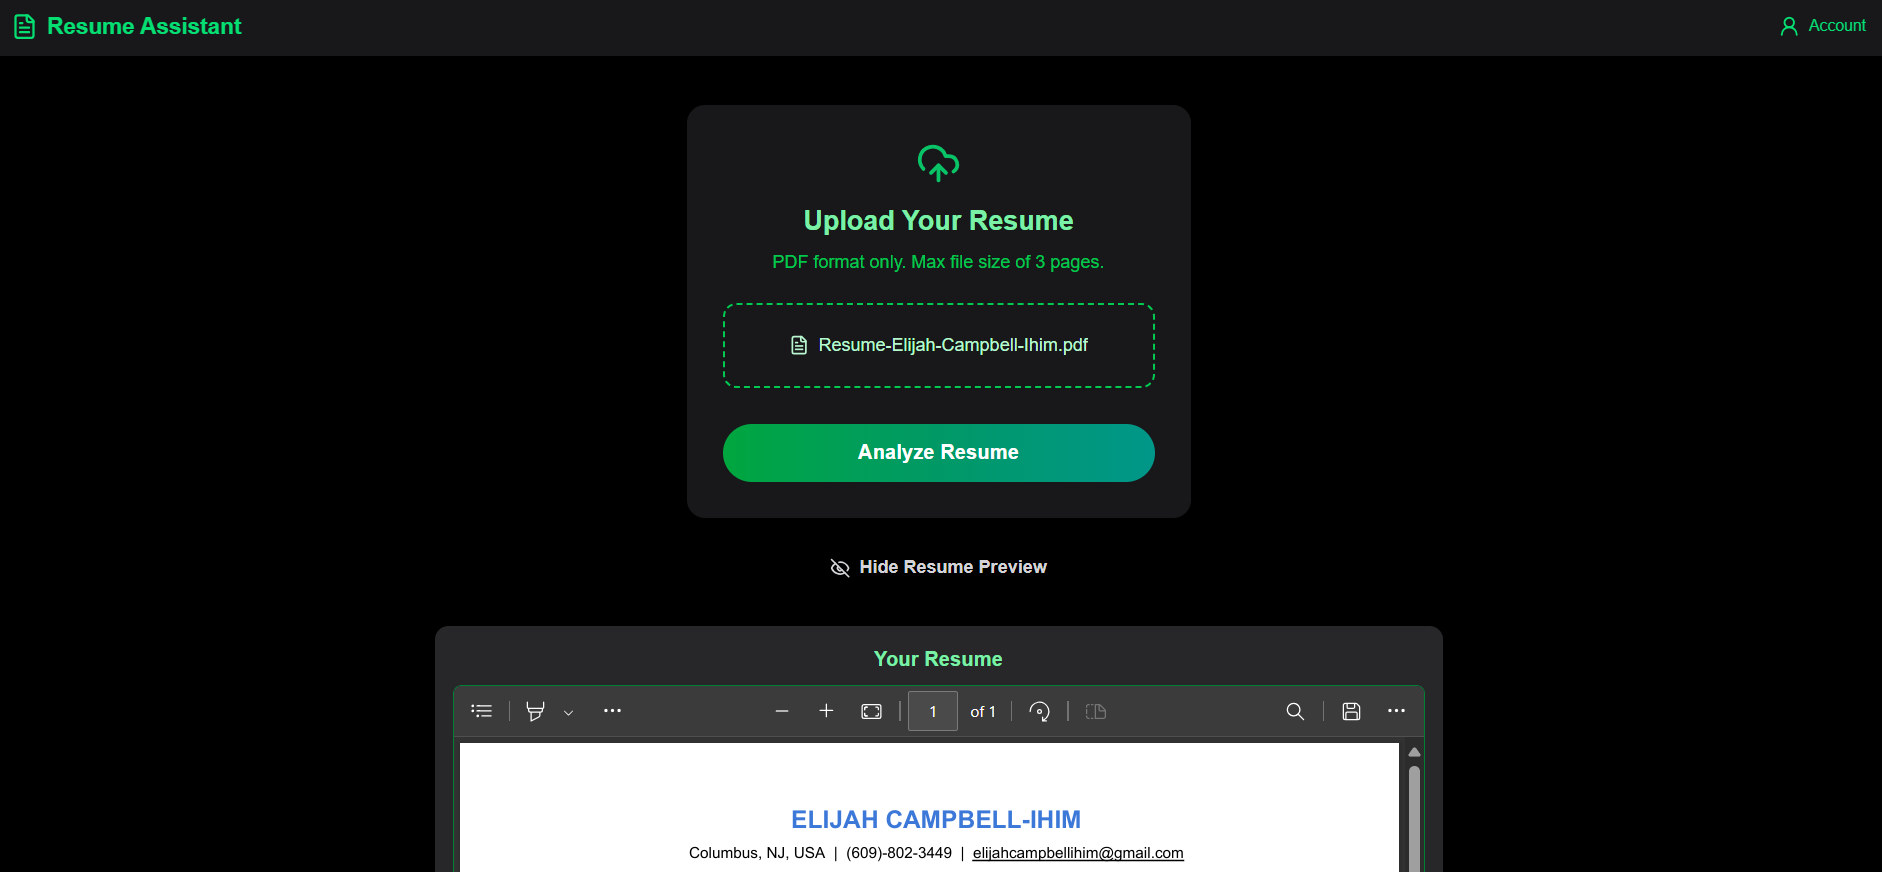 Resume Assistant
Account
Upload Your Resume
PDF format only. Max file size of 3 pages.
Resume-Elijah-Campbell-Ihim.pdf
Analyze Resume
Hide Resume Preview
Your Resume
1 of 1
ELIJAH CAMPBELL-IHIM
Columbus, NJ, USA | (609)-802-3449 | elijahcampbellihim@gmail.com